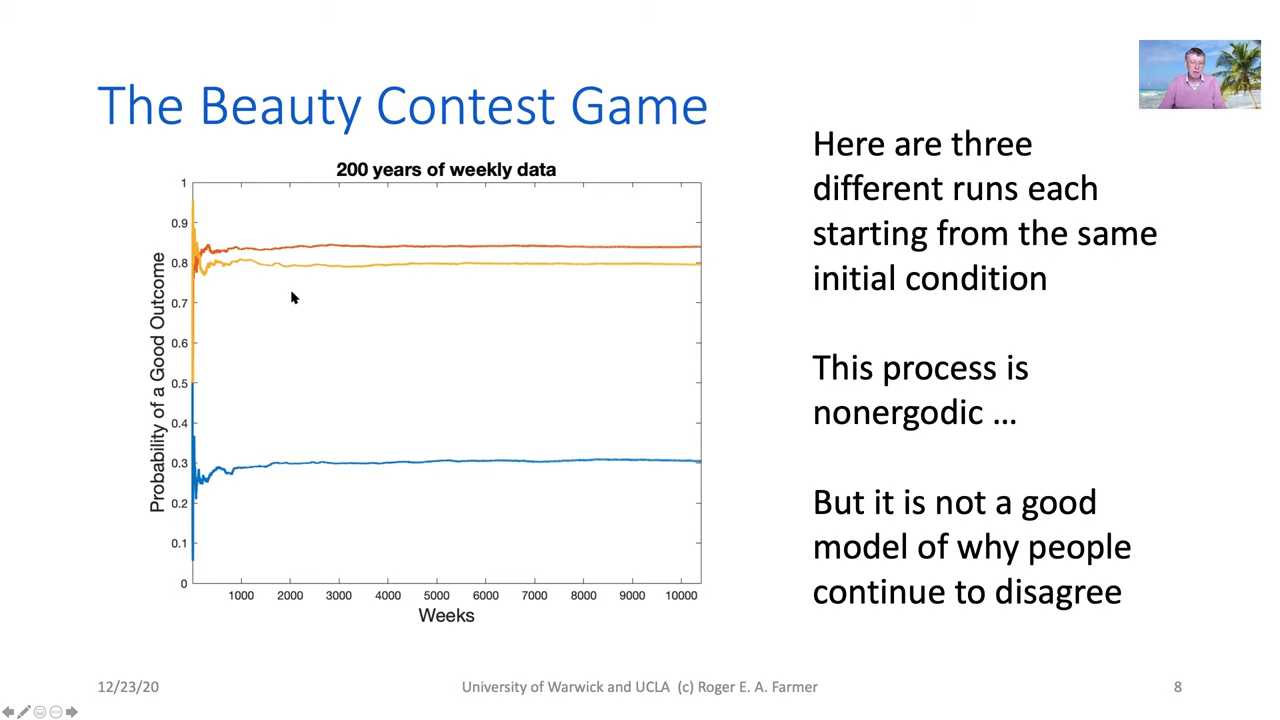 The Beauty Contest Game
200 years of weekly data
1
0.9
0.8
0.7
0.6
0.5
0.4
0.3
0.2
0.1
0
Probability of a Good Outcome
1000 2000 3000 4000 5000 6000 7000 8000 9000 10000
Weeks
Here are three
different runs each
starting from the same
initial condition
This process is
nonergodic ...
But it is not a good
model of why people
continue to disagree
12/23/20
University of Warwick and UCLA (c) Roger E. A. Farmer
8